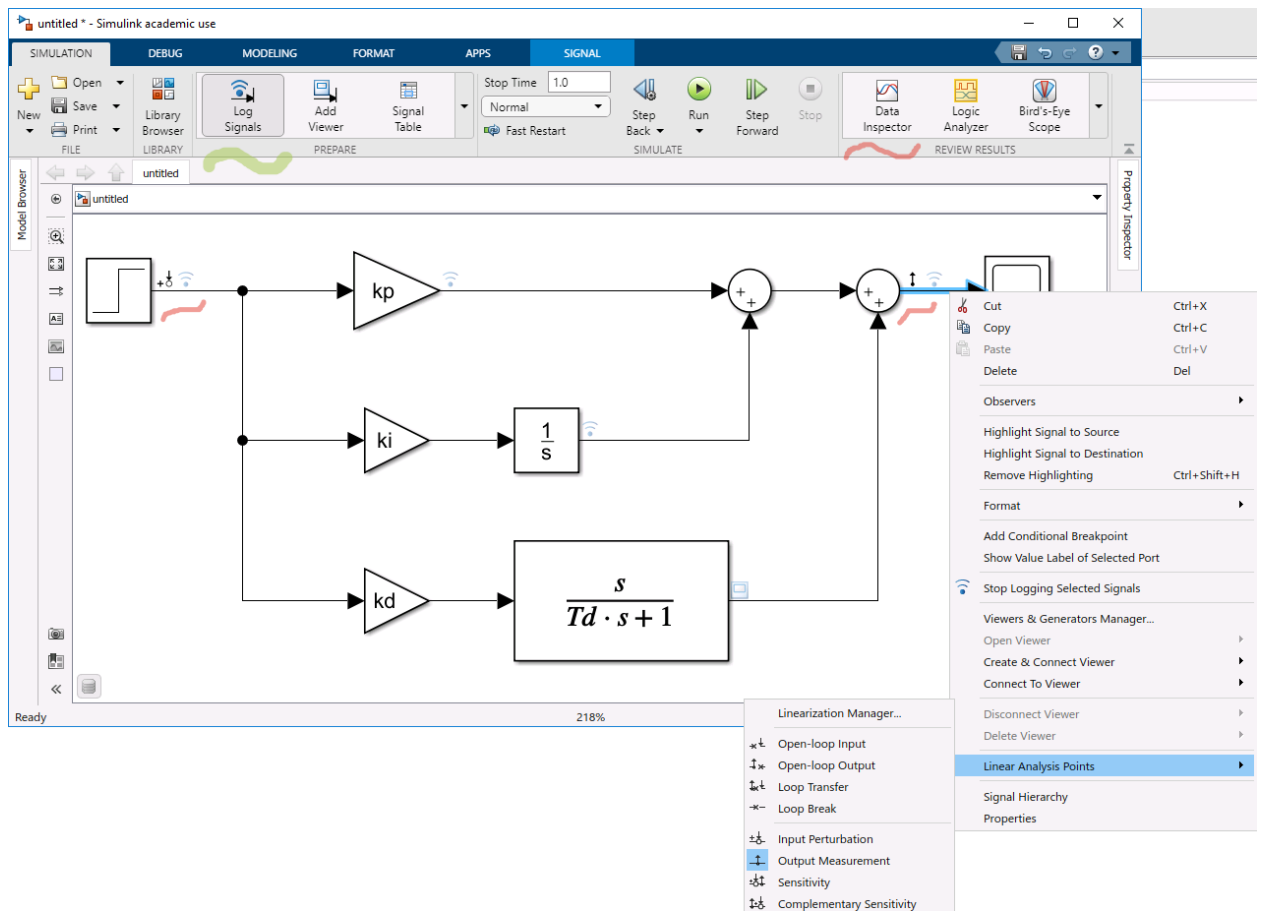 untitled * - Simulink academic use
SIMULATION DEBUG MODELING FORMAT APPS SIGNAL
New
Open
Save
Print
FILE
Library
Browser
LIBRARY
Log
Signals
Add
Viewer
Signal
Table
PREPARE
Stop Time 1.0
Normal
Fast Restart
Step
Back
Run
Step
Forward
Stop
SIMULATE
Data
Inspector
Logic
Analyzer
Bird's-Eye
Scope
REVIEW RESULTS
Model Browser
untitled
untitled
Property Inspector
kp
ki
1
s
kd
s
Td · s + 1
+
+
+
+
Cut Ctrl+X
Copy Ctrl+C
Paste Ctrl+V
Delete Del
Observers
Highlight Signal to Source
Highlight Signal to Destination
Remove Highlighting Ctrl+Shift+H
Format
Add Conditional Breakpoint
Show Value Label of Selected Port
Stop Logging Selected Signals
Viewers & Generators Manager...
Open Viewer
Create & Connect Viewer
Connect To Viewer
Disconnect Viewer
Delete Viewer
Linear Analysis Points
Signal Hierarchy
Properties
Linearization Manager...
Open-loop Input
Open-loop Output
Loop Transfer
Loop Break
Input Perturbation
Output Measurement
Sensitivity
Complementary Sensitivity
Ready 218%